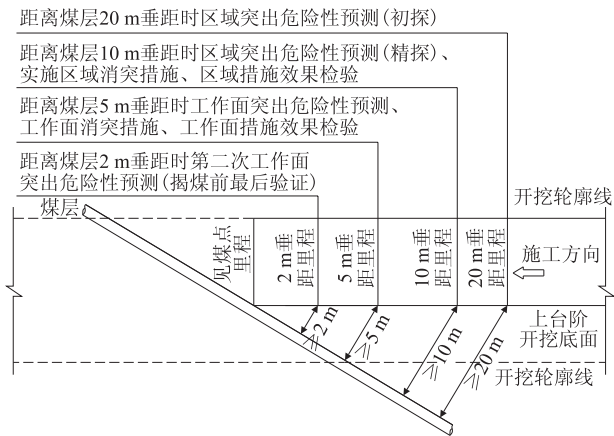 距离煤层20 m垂距时区域突出危险性预测(初探)
距离煤层10 m垂距时区域突出危险性预测(精探)、
实施区域消突措施、区域措施效果检验
距离煤层5 m垂距时工作面突出危险性预测、
工作面消突措施、工作面措施效果检验
距离煤层2 m垂距时第二次工作面
突出危险性预测(揭煤前最后验证)
煤层
开挖轮廓线
见煤点
里程
2 m垂
距里程
5 m垂
距里程
10 m垂
距里程
20 m垂
距里程
施工方向
上台阶
开挖底面
≥2 m
≥5 m
≥10 m
≥20 m
开挖轮廓线